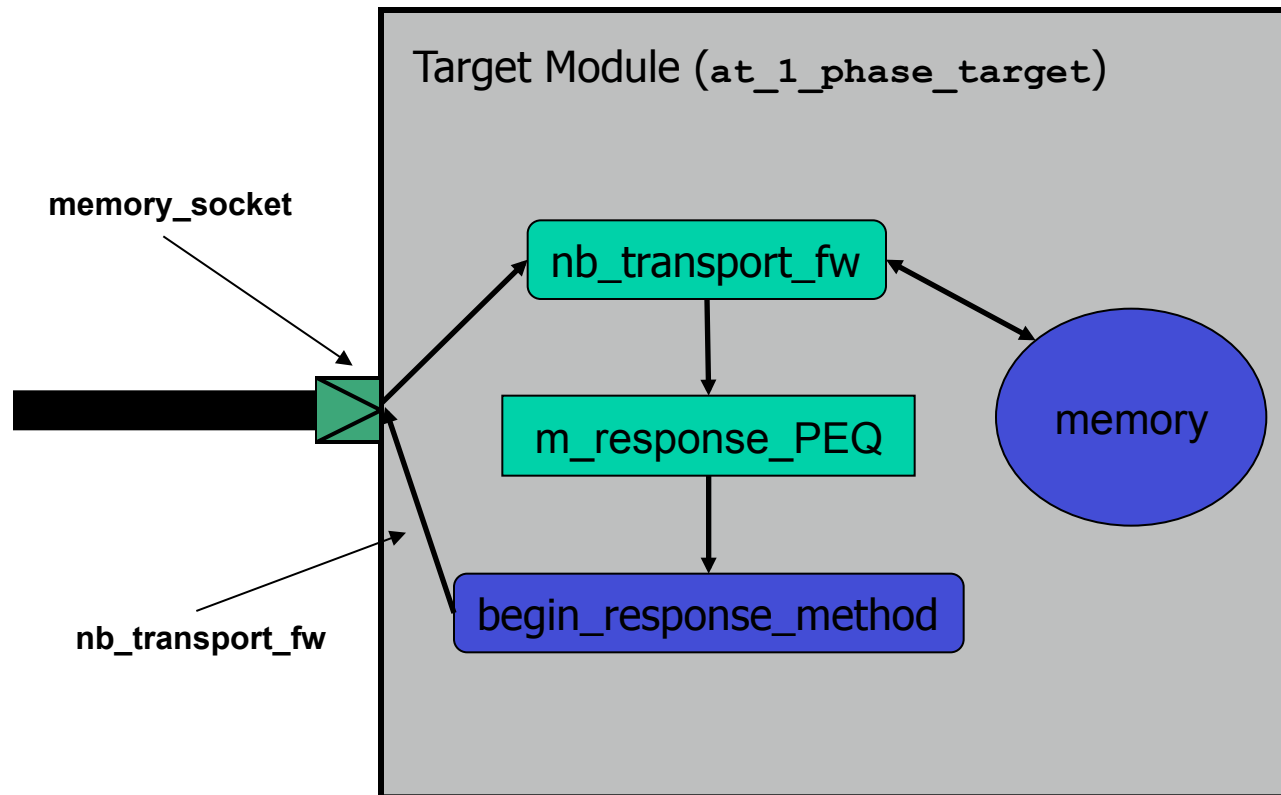 Target Module (at_1_phase_target)
memory_socket
nb_transport_fw
memory
m_response_PEQ
begin_response_method
nb_transport_fw